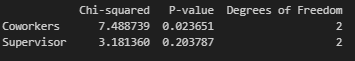 Chi-squared P-value Degrees of Freedom
Coworkers 7.488739 0.023651 2
Supervisor 3.181360 0.203787 2